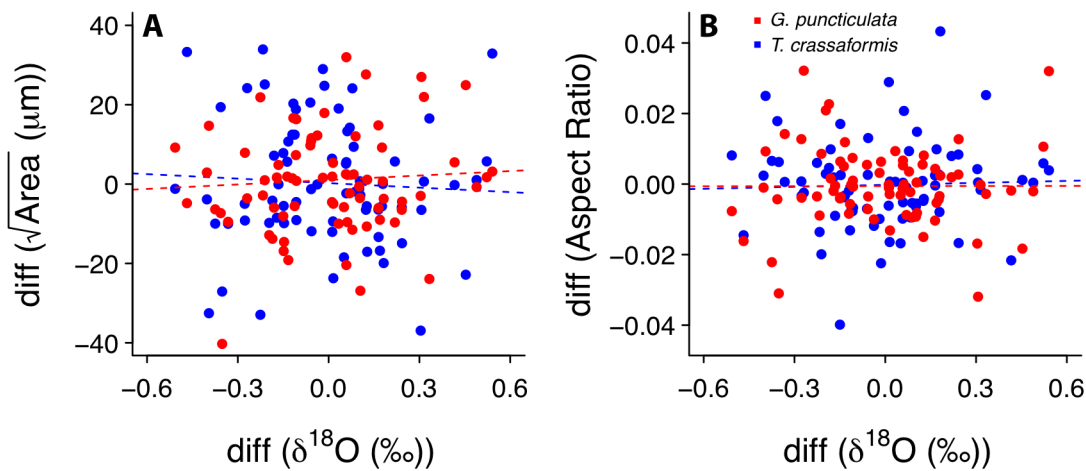 A
diff (√Area (μm))
40
20
0
−20
−40
−0.6 −0.3 0.0 0.3 0.6
diff (δ¹⁸O (‰))
B
G. puncticulata
T. crassaformis
diff (Aspect Ratio)
0.04
0.02
0.00
−0.02
−0.04
−0.6 −0.3 0.0 0.3 0.6
diff (δ¹⁸O (‰))